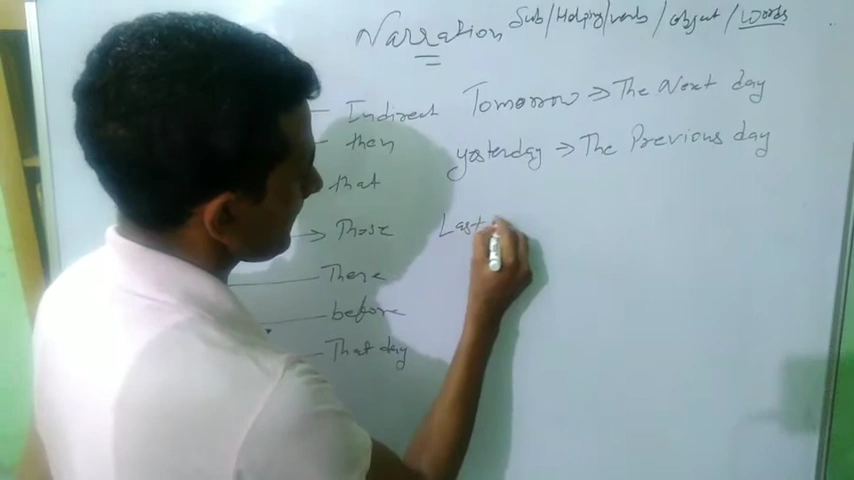 Narration Sub/Helping/verb/object/Words
Indirect
then
that
Those
There
before
That day
Tomorrow → The Next day
yesterday → The Previous day
Last